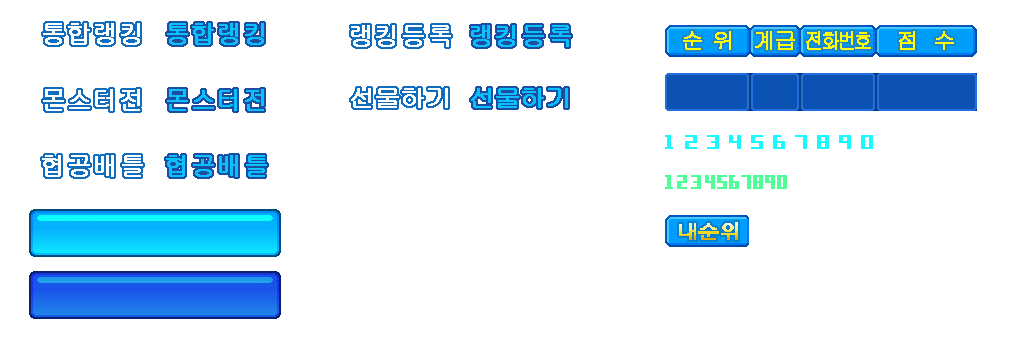 통합랭킹 통합랭킹
몬스터전 몬스터전
협공배틀 협공배틀
랭킹등록 랭킹등록
선물하기 선물하기
순 위 계급 전화번호 점 수
1 2 3 4 5 6 7 8 9 0
1234567890
내순위